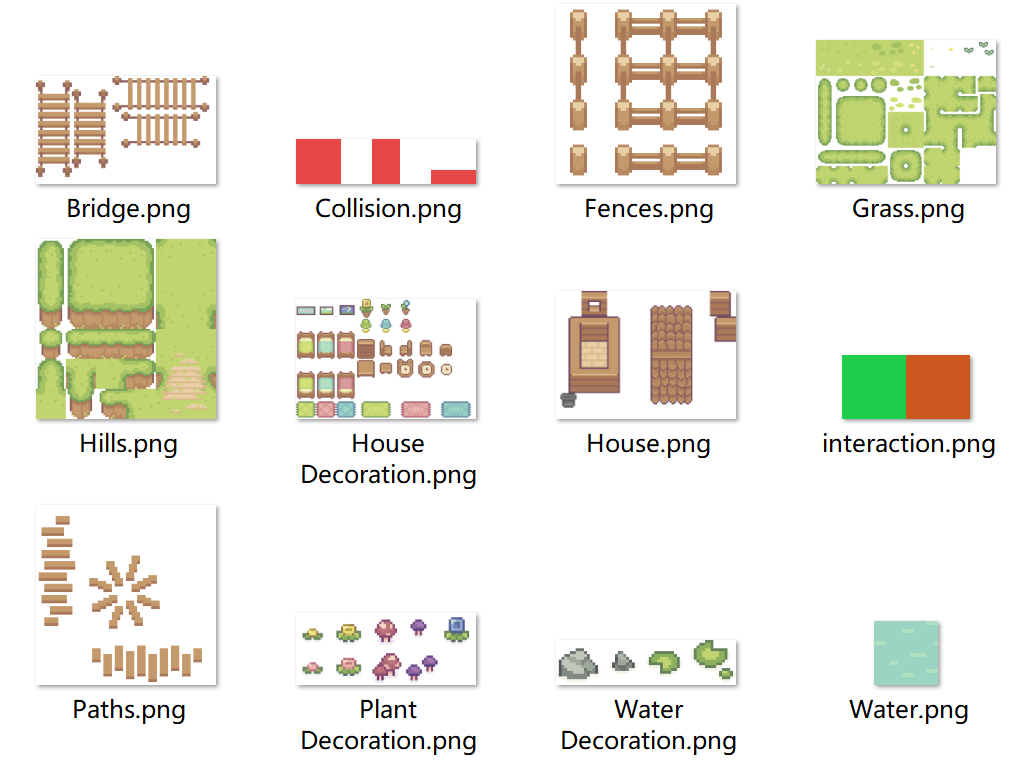 Bridge.png
Collision.png
Fences.png
Grass.png
Hills.png
House
Decoration.png
House.png
interaction.png
Paths.png
Plant
Decoration.png
Water
Decoration.png
Water.png